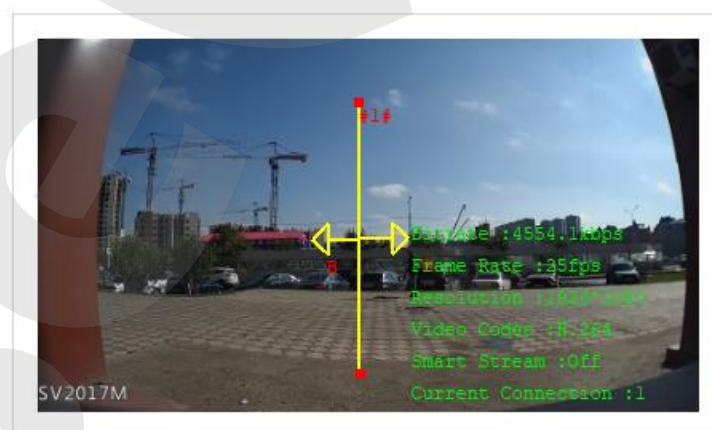 #1#
Bitrate :4554.1kbps
Frame Rate :25fps
Resolution
Video Codec :H.264
Smart Stream :Off
Current Connection :1
SV2017M